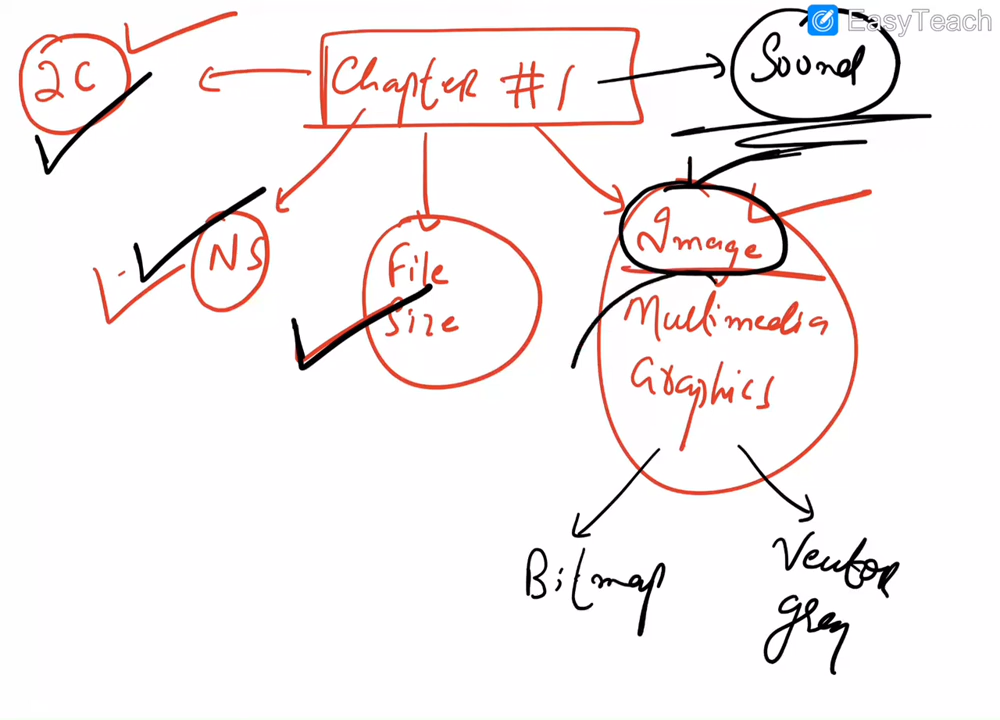 EasyTeach
2C
Chapter #1
Sound
NS
File
Size
Image
Multimedia
Graphics
Bitmap
Vector